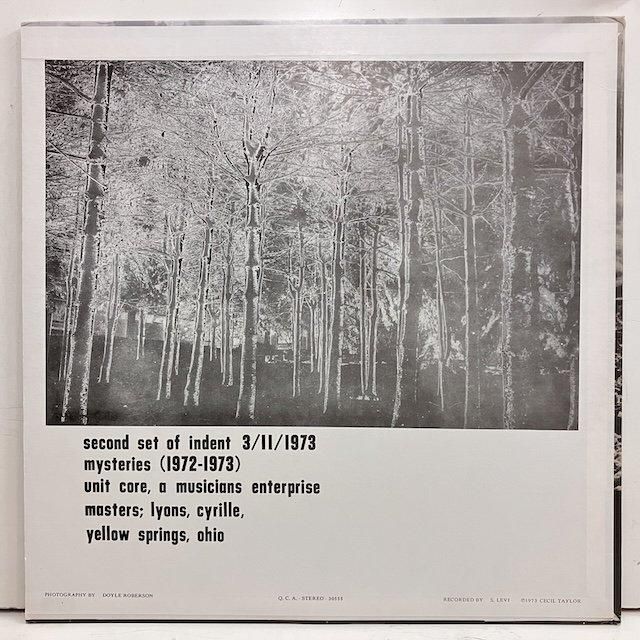 second set of indent 3/11/1973
mysteries (1972-1973)
unit core, a musicians enterprise
masters; lyons, cyrille,
yellow springs, ohio
PHOTOGRAPHY BY DOYLE ROBERSON Q. C. A. - STEREO - 30555 RECORDED BY S. LEVI ©1973 CECIL TAYLOR